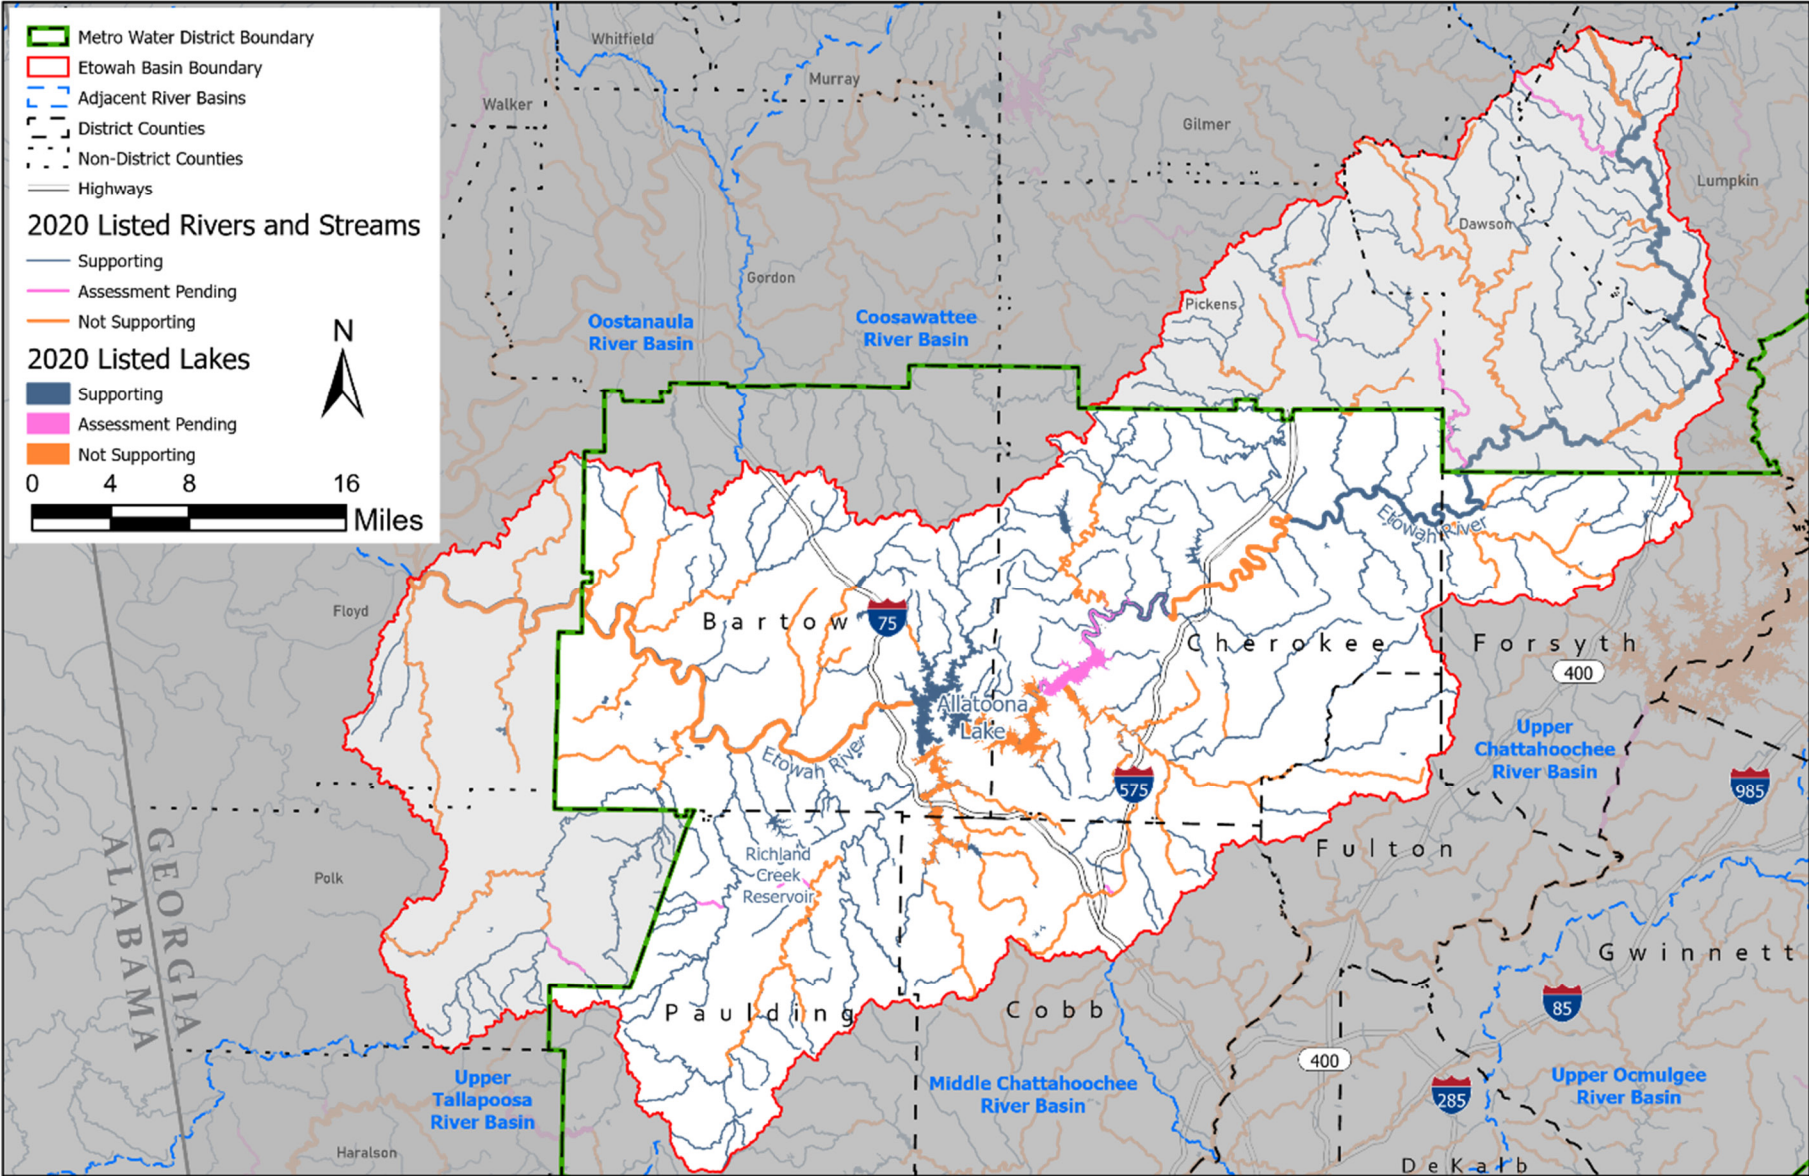 Metro Water District Boundary
Etowah Basin Boundary
Adjacent River Basins
District Counties
Non-District Counties
Highways
2020 Listed Rivers and Streams
Supporting
Assessment Pending
Not Supporting
2020 Listed Lakes
Supporting
Assessment Pending
Not Supporting
N
0 4 8 16
Miles
Whitfield
Murray
Walker
Gilmer
Lumpkin
Dawson
Gordon
Pickens
Oostanaula
River Basin
Coosawattee
River Basin
Etowah River
Floyd
Bartow
75
Cherokee
Forsyth
400
Allatoona
Lake
Etowah River
Upper
Chattahoochee
River Basin
575
985
GEORGIA
ALABAMA
Polk
Richland
Creek
Reservoir
Fulton
Gwinnett
Paulding
Cobb
85
400
Upper
Tallapoosa
River Basin
Middle Chattahoochee
River Basin
285
Upper Ocmulgee
River Basin
Haralson
DeKalb